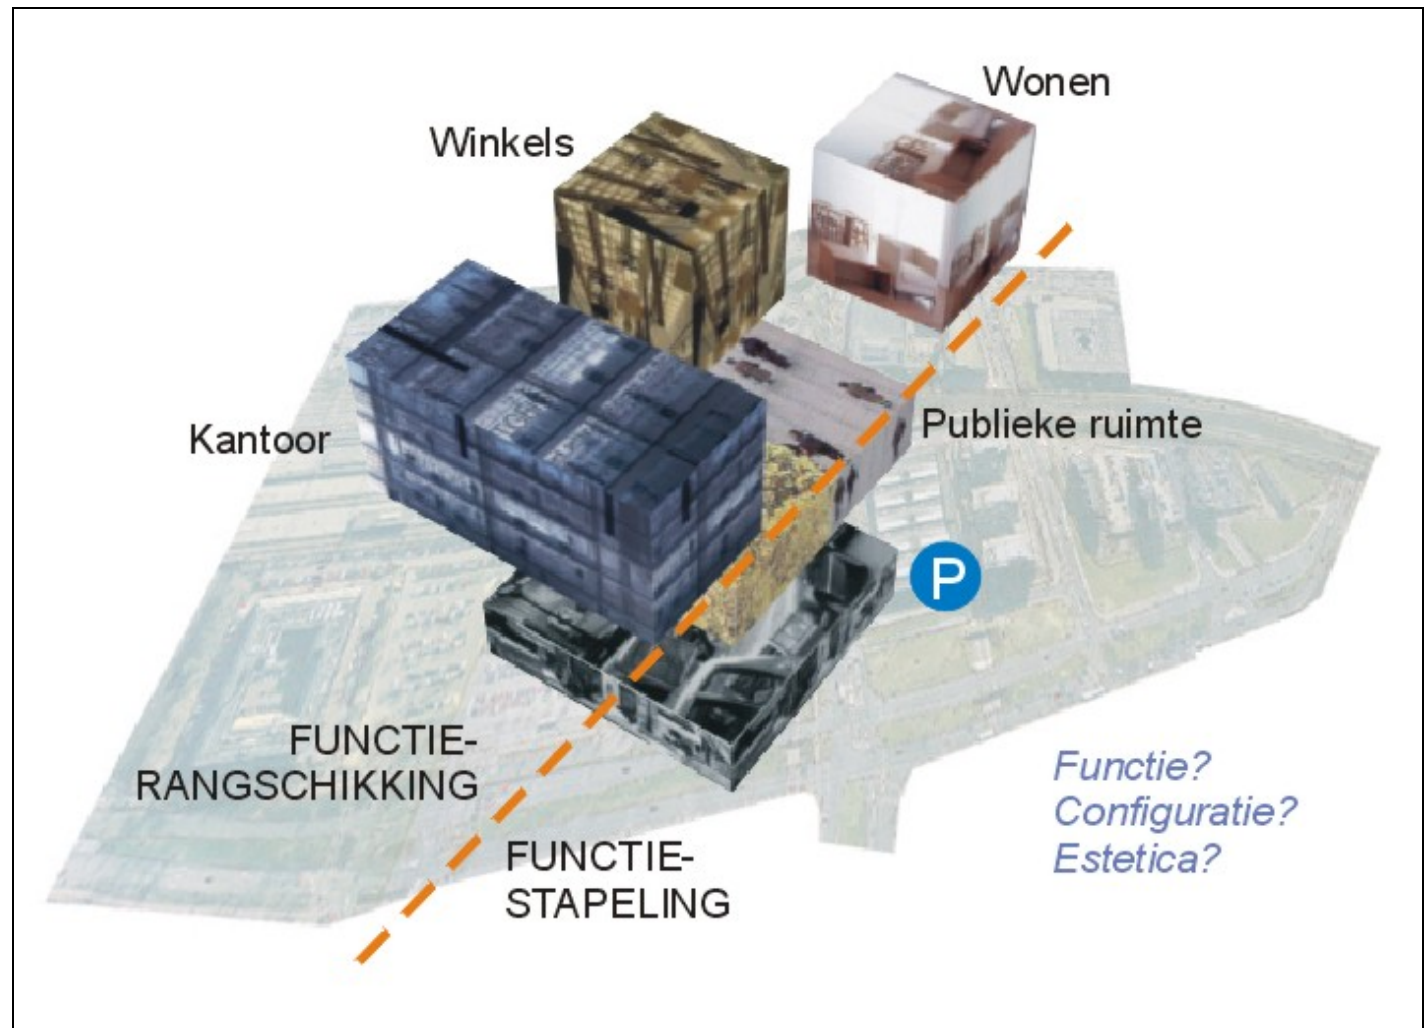 Wonen
Winkels
Kantoor
Publieke ruimte
P
FUNCTIE-
RANGSCHIKKING
FUNCTIE-
STAPELING
Functie?
Configuratie?
Estetica?